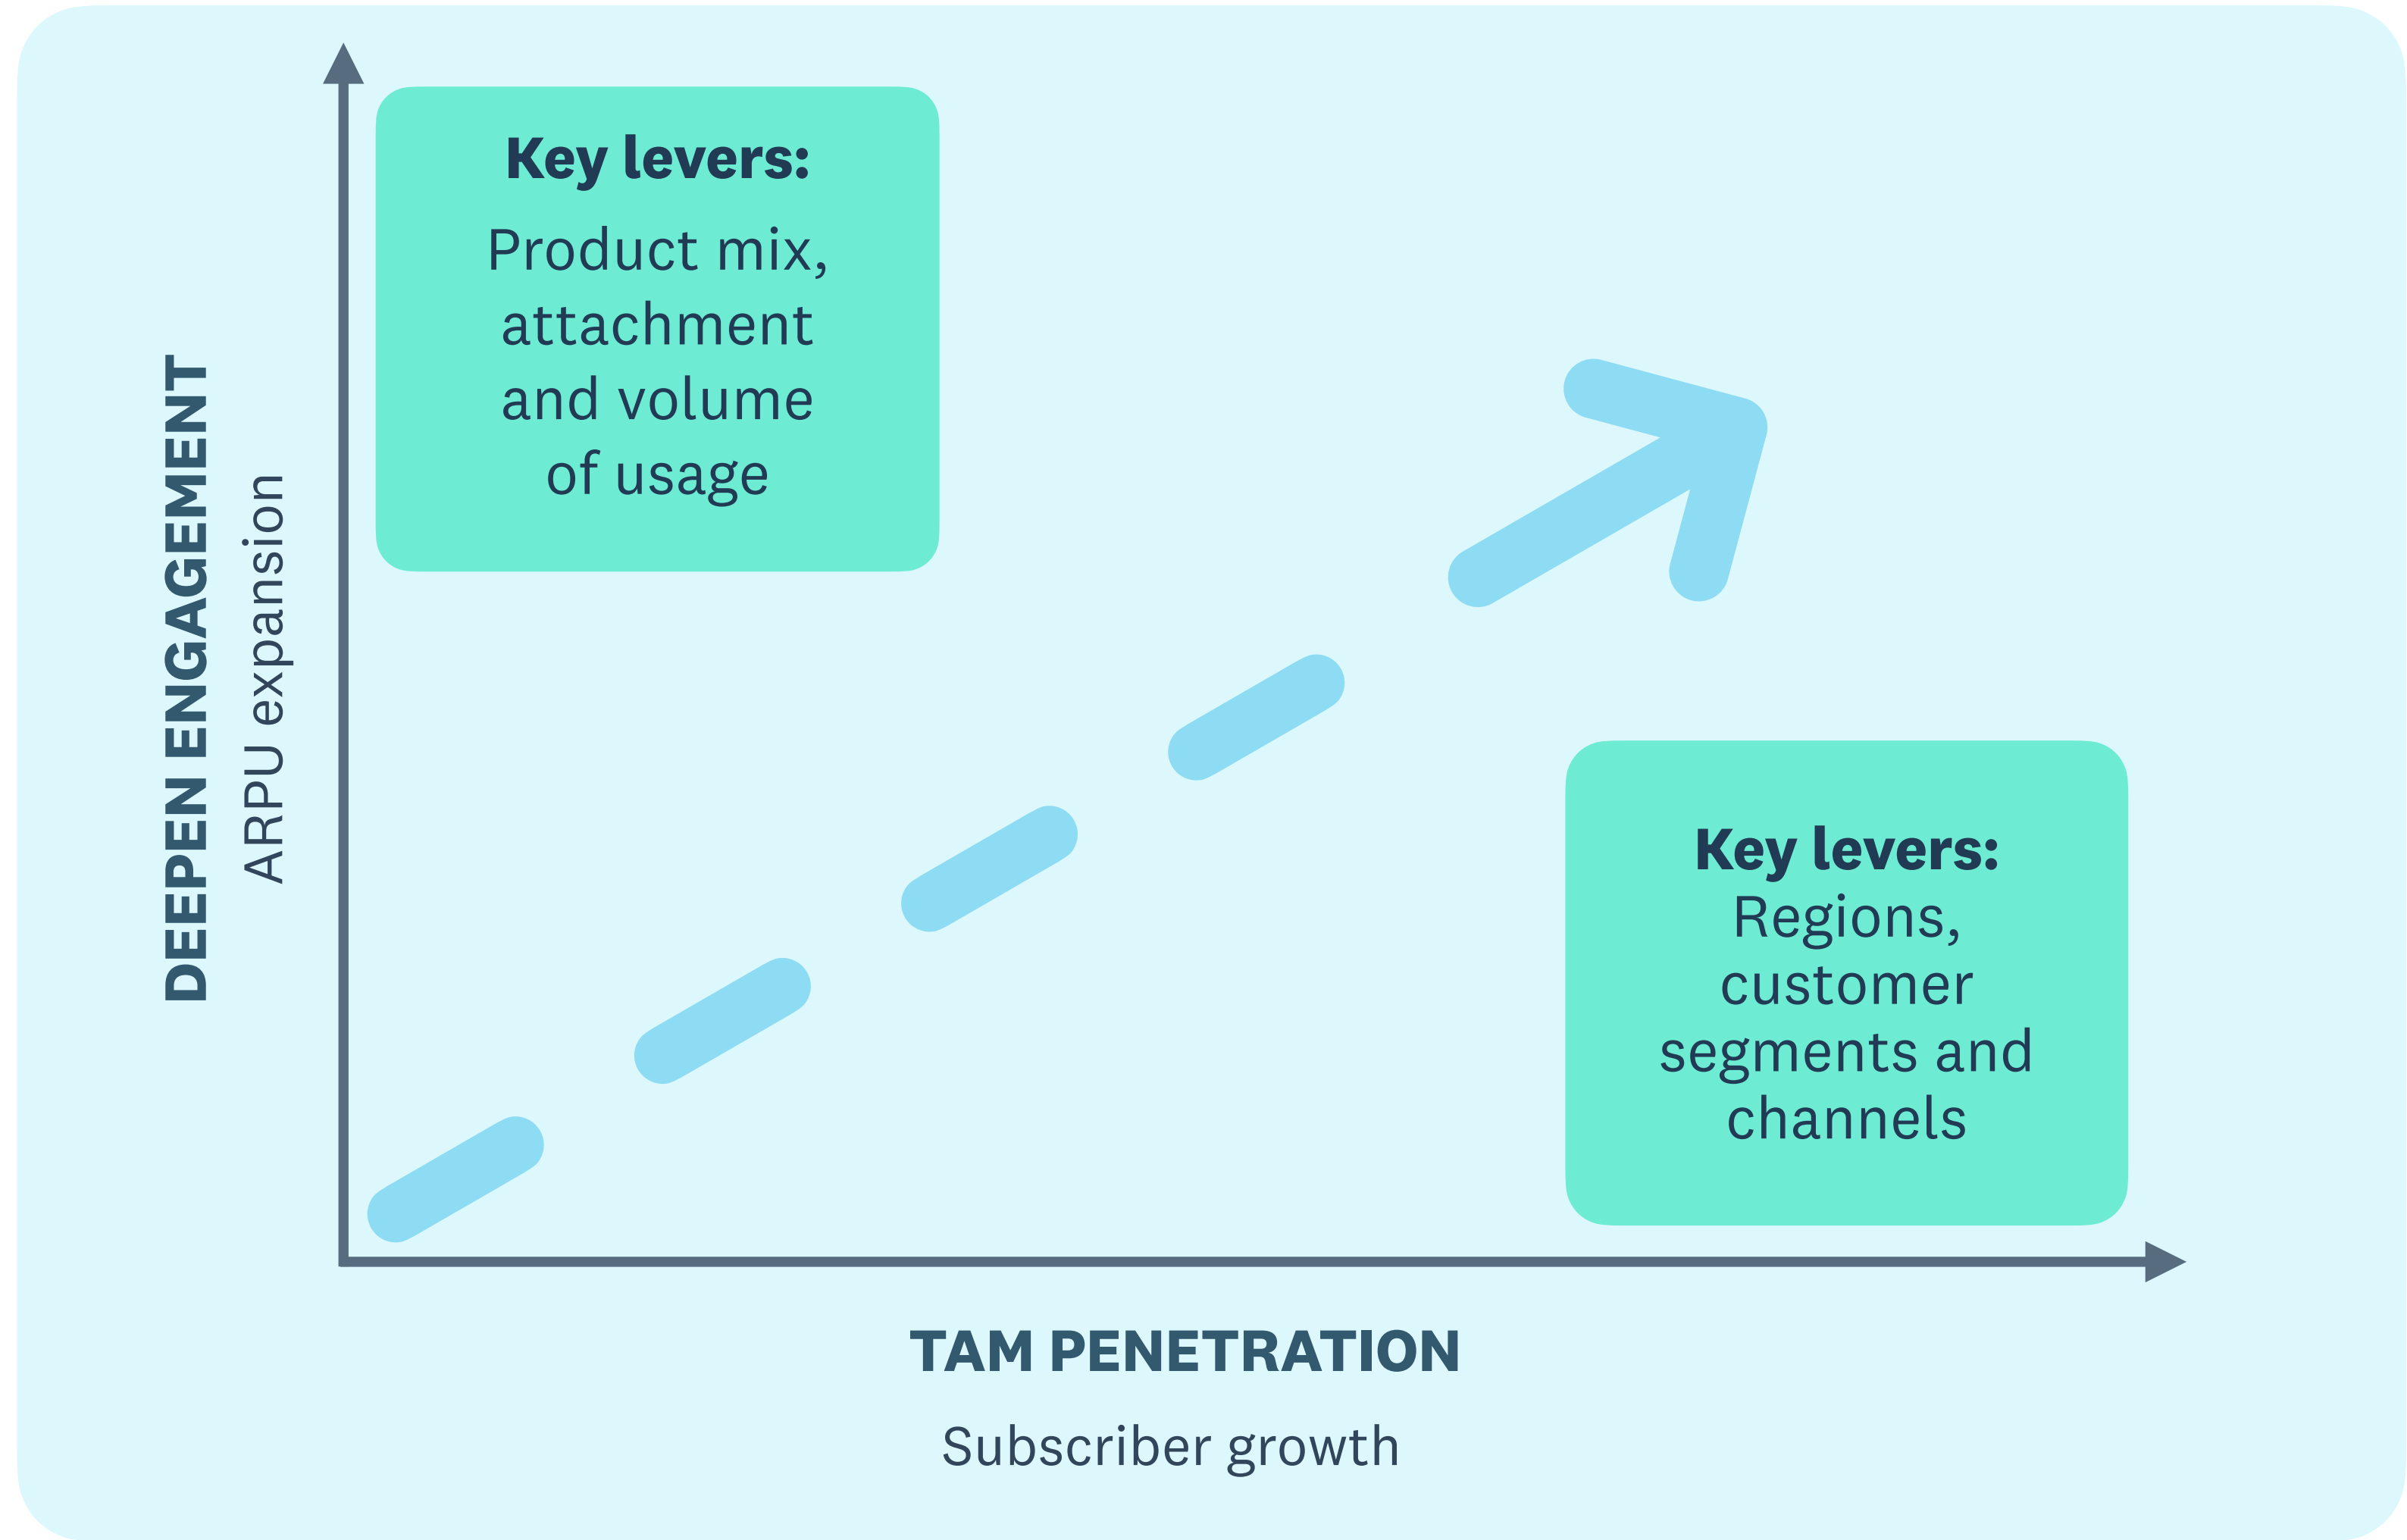 DEEPEN ENGAGEMENT
ARPU expansion
Key levers:
Product mix,
attachment
and volume
of usage
Key levers:
Regions,
customer
segments and
channels
TAM PENETRATION
Subscriber growth